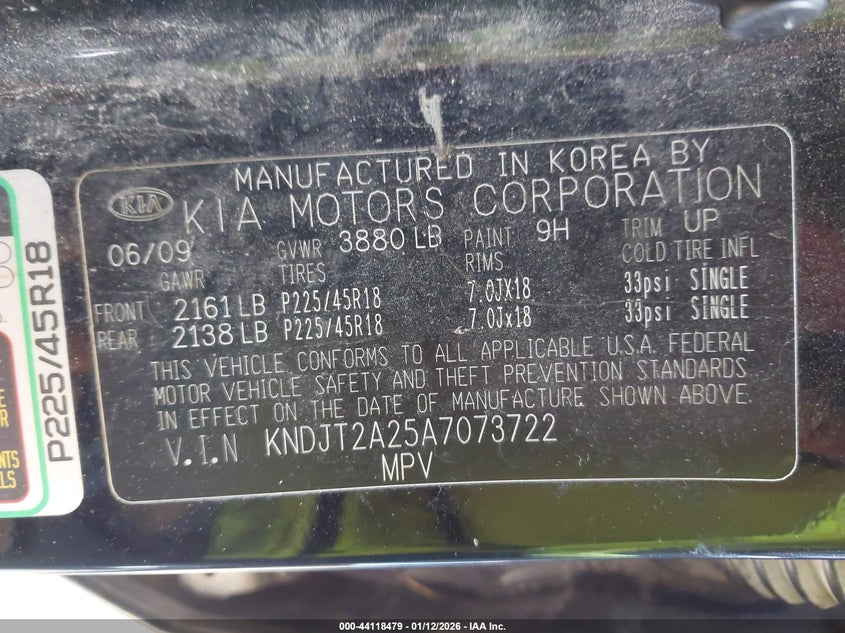 MANUFACTURED IN KOREA BY
KIA KIA MOTORS CORPORATION
06/09 GVWR 3880 LB PAINT 9H TRIM UP
GAWR TIRES RIMS COLD TIRE INFL
FRONT 2161 LB P225/45R18 7.0JX18 33psi SINGLE
REAR 2138 LB P225/45R18 7.0Jx18 33psi SINGLE
THIS VEHICLE CONFORMS TO ALL APPLICABLE U.S.A. FEDERAL
MOTOR VEHICLE SAFETY AND THEFT PREVENTION STANDARDS
IN EFFECT ON THE DATE OF MANUFACTURE SHOWN ABOVE.
V.I.N KNDJT2A25A7073722
MPV
P225/45R18
000-44118479 - 01/12/2026 - IAA Inc.